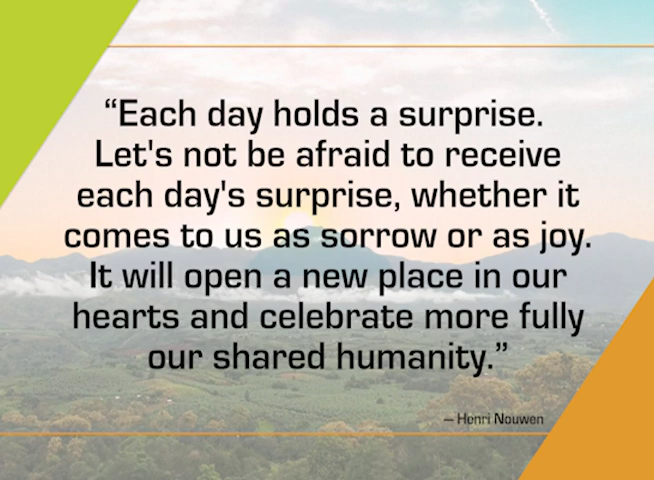 “Each day holds a surprise.
Let's not be afraid to receive
each day's surprise, whether it
comes to us as sorrow or as joy.
It will open a new place in our
hearts and celebrate more fully
our shared humanity.”
– Henri Nouwen